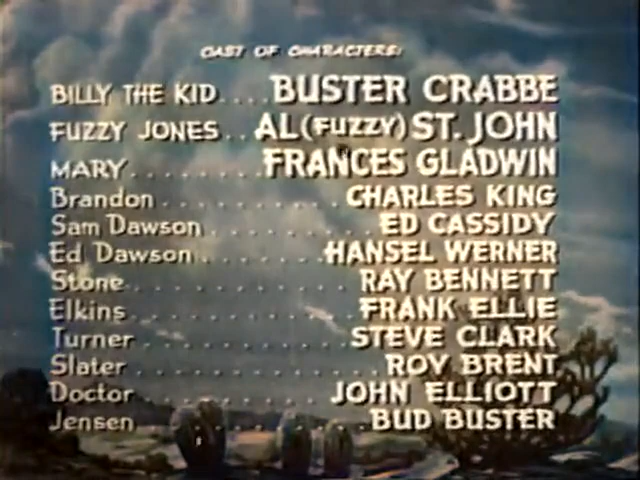 CAST OF CHARACTERS:
BILLY THE KID.... BUSTER CRABBE
FUZZY JONES.. AL (FUZZY) ST. JOHN
MARY........ FRANCES GLADWIN
Brandon.......... CHARLES KING
Sam Dawson........ ED CASSIDY
Ed Dawson....... HANSEL WERNER
Stone........... RAY BENNETT
Elkins........... FRANK ELLIE
Turner........... STEVE CLARK
Slater............ ROY BRENT
Doctor......... JOHN ELLIOTT
Jensen........... BUD BUSTER